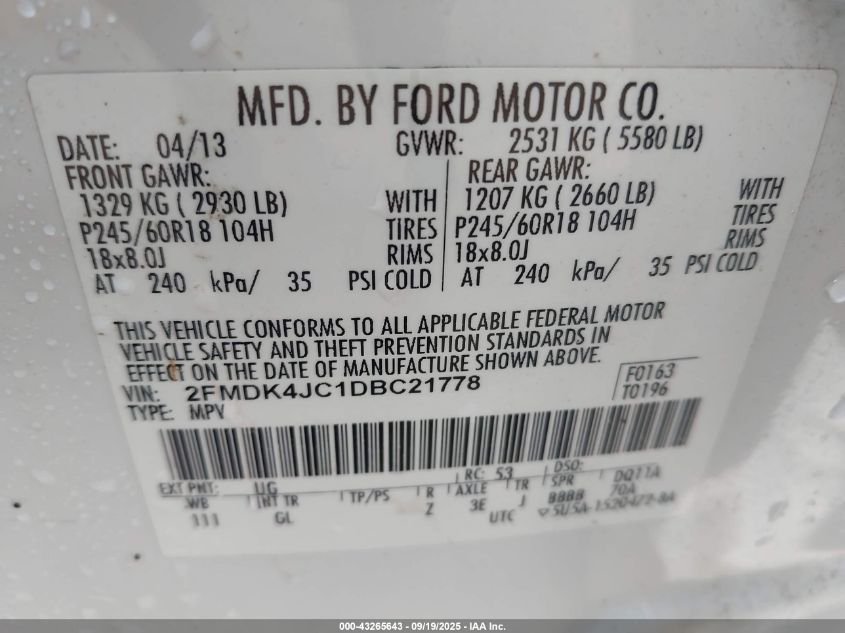 MFD. BY FORD MOTOR CO.
DATE: 04/13 GVWR: 2531 KG ( 5580 LB)
FRONT GAWR: REAR GAWR:
1329 KG ( 2930 LB) WITH 1207 KG ( 2660 LB) WITH
P245/60R18 104H TIRES P245/60R18 104H TIRES
18x8.0J RIMS 18x8.0J RIMS
AT 240 kPa/ 35 PSI COLD AT 240 kPa/ 35 PSI COLD
THIS VEHICLE CONFORMS TO ALL APPLICABLE FEDERAL MOTOR
VEHICLE SAFETY AND THEFT PREVENTION STANDARDS IN
EFFECT ON THE DATE OF MANUFACTURE SHOWN ABOVE.
VIN: 2FMDK4JC1DBC21778 F0163
TYPE: MPV T0196
EXT PNT: UG RC: 53 DSO:
WB INT TR TP/PS R AXLE TR SPR DQ11A
111 GL Z 3E J BBBB 70A
UTC
000-43265643 - 09/19/2025 - IAA Inc.